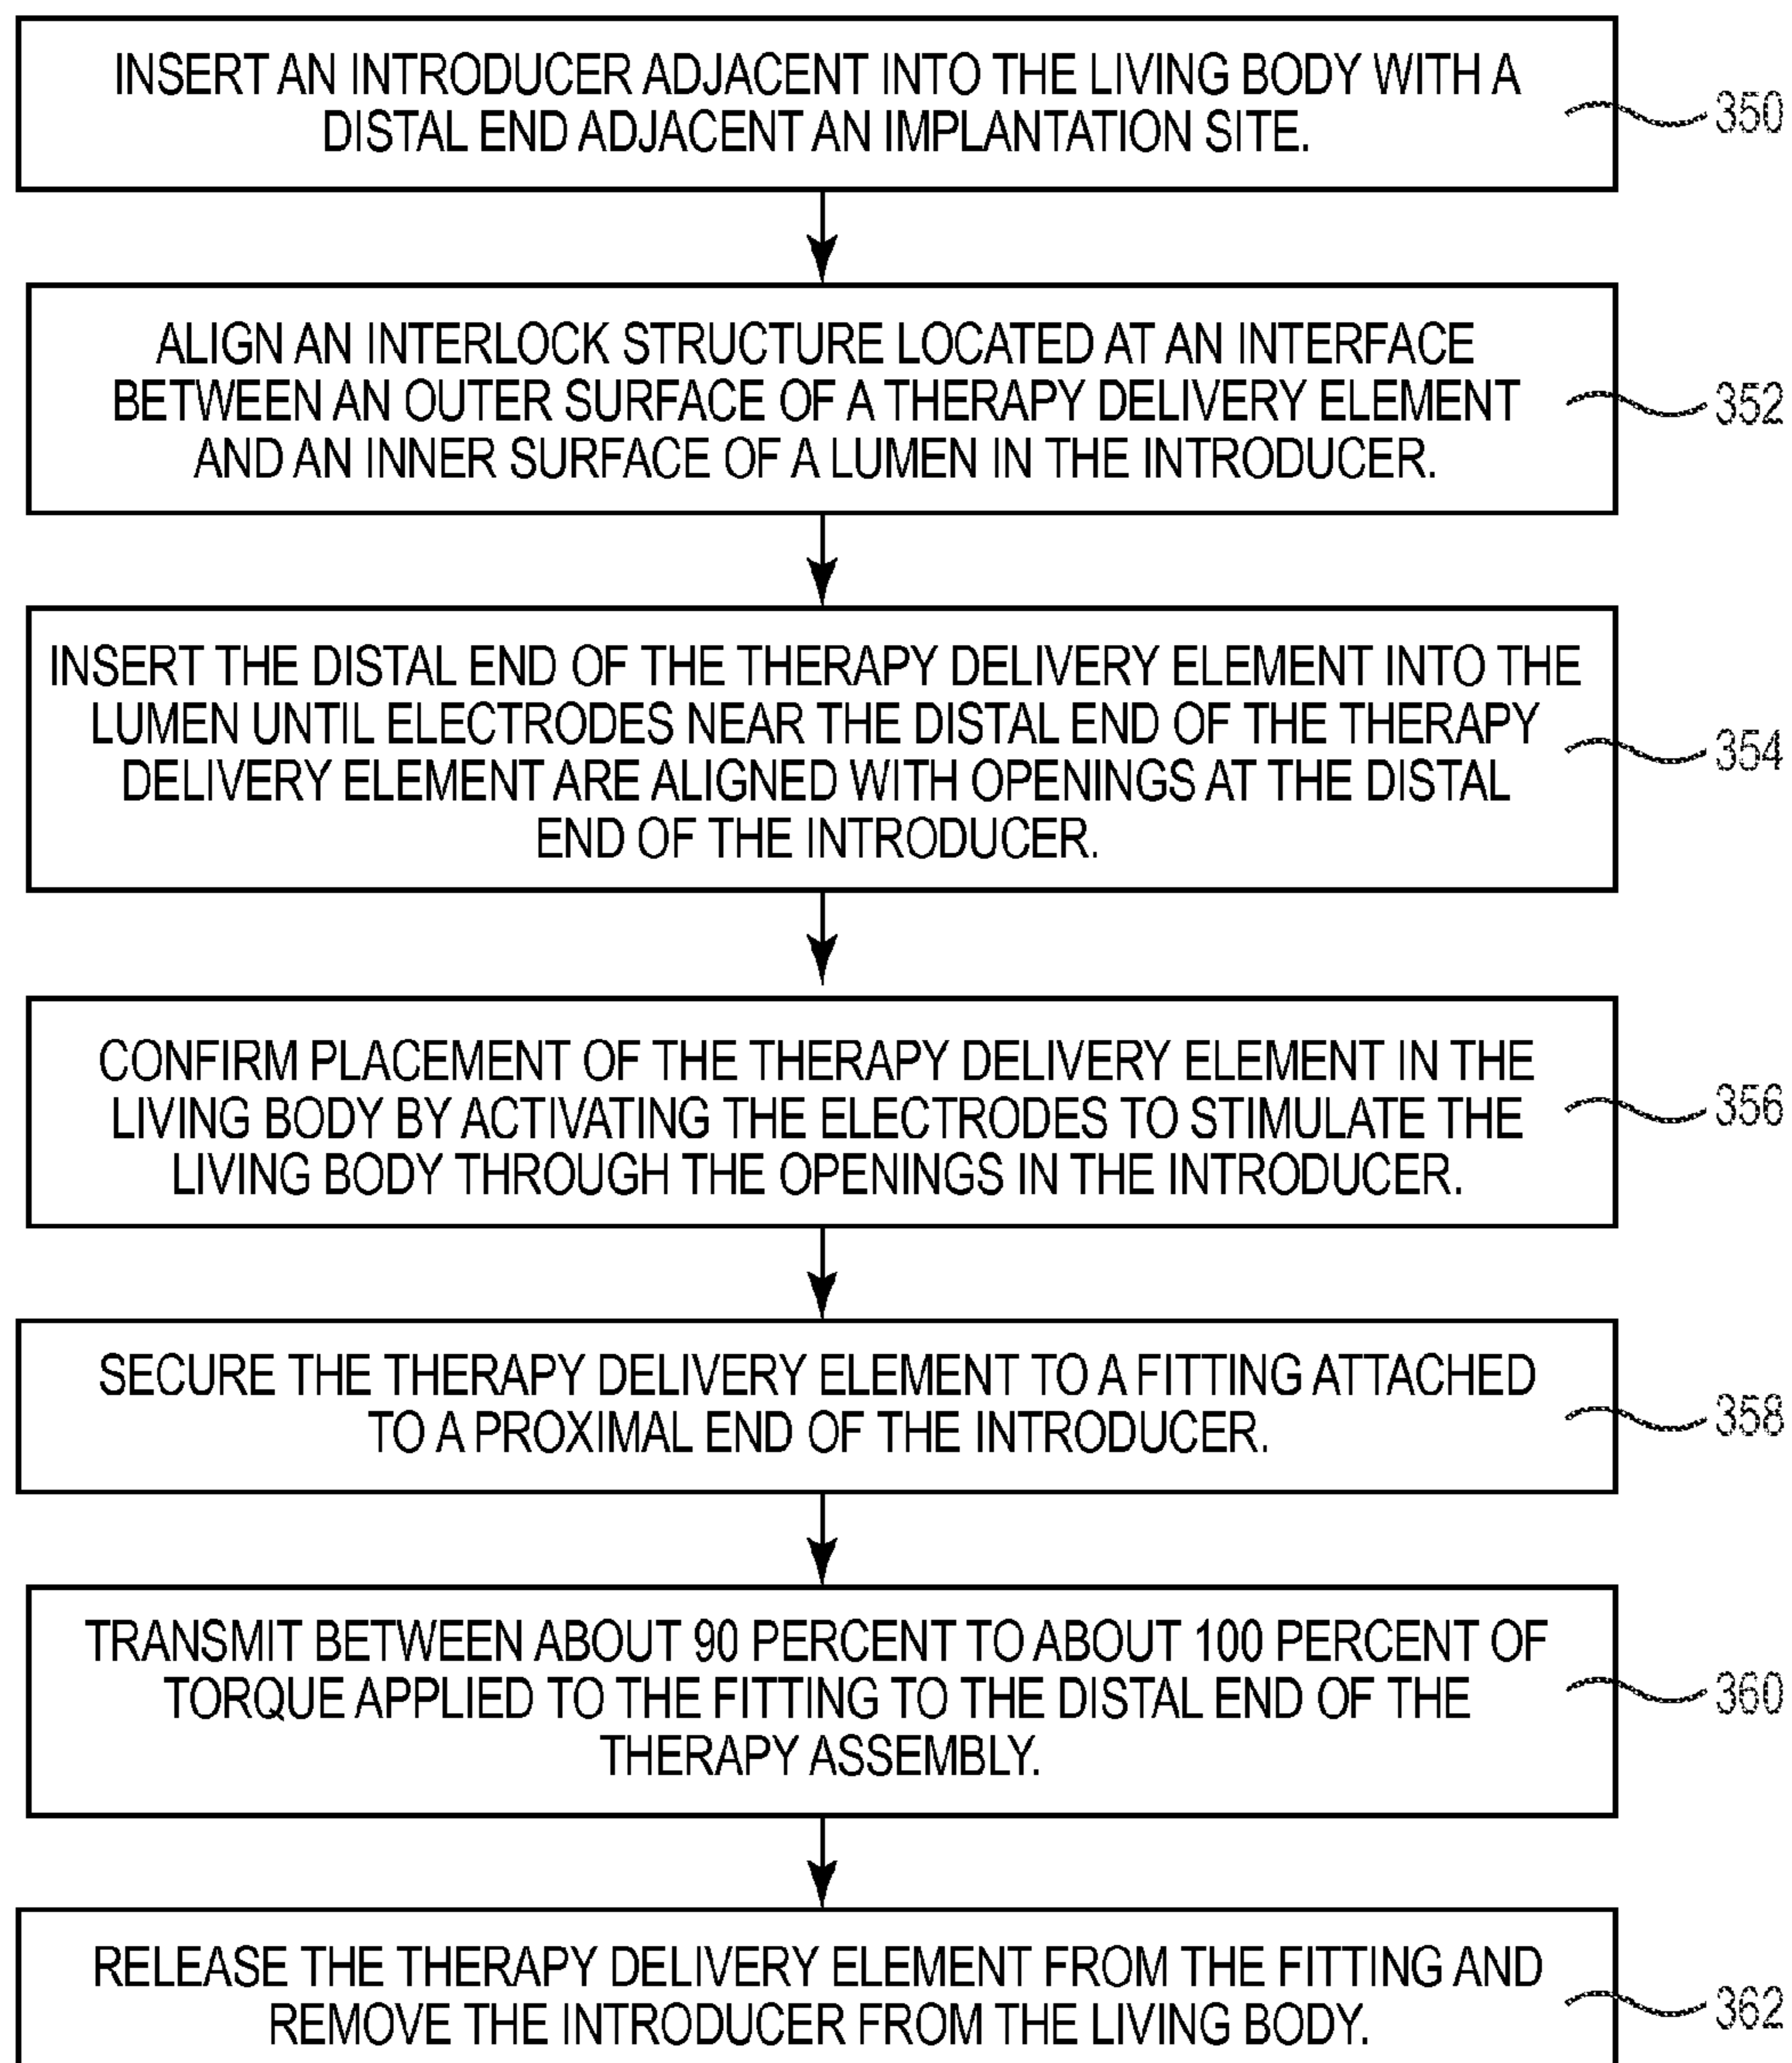 INSERT AN INTRODUCER ADJACENT INTO THE LIVING BODY WITH A
DISTAL END ADJACENT AN IMPLANTATION SITE.
350
ALIGN AN INTERLOCK STRUCTURE LOCATED AT AN INTERFACE
BETWEEN AN OUTER SURFACE OF A THERAPY DELIVERY ELEMENT
AND AN INNER SURFACE OF A LUMEN IN THE INTRODUCER.
352
INSERT THE DISTAL END OF THE THERAPY DELIVERY ELEMENT INTO THE
LUMEN UNTIL ELECTRODES NEAR THE DISTAL END OF THE THERAPY
DELIVERY ELEMENT ARE ALIGNED WITH OPENINGS AT THE DISTAL
END OF THE INTRODUCER.
354
CONFIRM PLACEMENT OF THE THERAPY DELIVERY ELEMENT IN THE
LIVING BODY BY ACTIVATING THE ELECTRODES TO STIMULATE THE
LIVING BODY THROUGH THE OPENINGS IN THE INTRODUCER.
356
SECURE THE THERAPY DELIVERY ELEMENT TO A FITTING ATTACHED
TO A PROXIMAL END OF THE INTRODUCER.
358
TRANSMIT BETWEEN ABOUT 90 PERCENT TO ABOUT 100 PERCENT OF
TORQUE APPLIED TO THE FITTING TO THE DISTAL END OF THE
THERAPY ASSEMBLY.
360
RELEASE THE THERAPY DELIVERY ELEMENT FROM THE FITTING AND
REMOVE THE INTRODUCER FROM THE LIVING BODY.
362